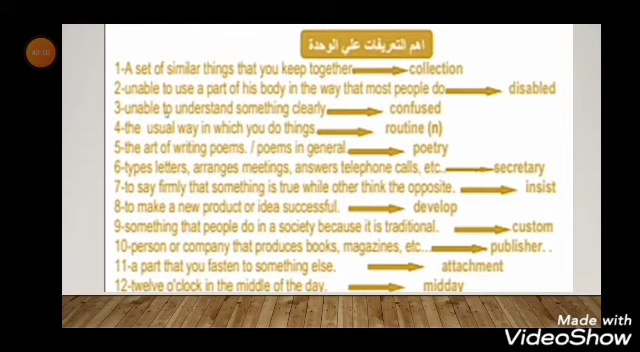 اهم التعريفات علي الوحدة
1-A set of similar things that you keep together collection
2-unable to use a part of his body in the way that most people do disabled
3-unable tp understand something clearly confused
4-the usual way in which you do things routine (n)
5-the art of writing poems. / poems in general poetry
6-types letters, arranges meetings, answers telephone calls, etc.. secretary
7-to say firmly that something is true while other think the opposite. insist
8-to make a new product or idea successful. develop
9-something that people do in a society because it is traditional. custom
10-person or company that produces books, magazines, etc... publisher. .
11-a part that you fasten to something else. attachment
12-twelve o'clock in the middle of the day. midday
Made with
VideoShow